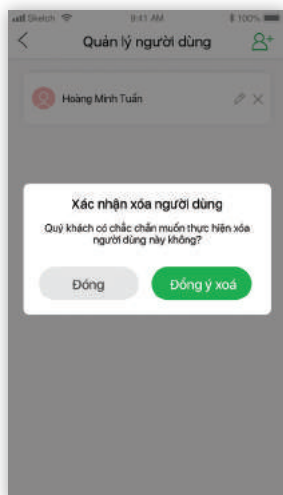 Sketch 9:41 AM 100%
Quản lý người dùng
Hoàng Minh Tuấn
Xác nhận xóa người dùng
Quý khách có chắc chắn muốn thực hiện xóa
người dùng này không?
Đóng Đồng ý xoá